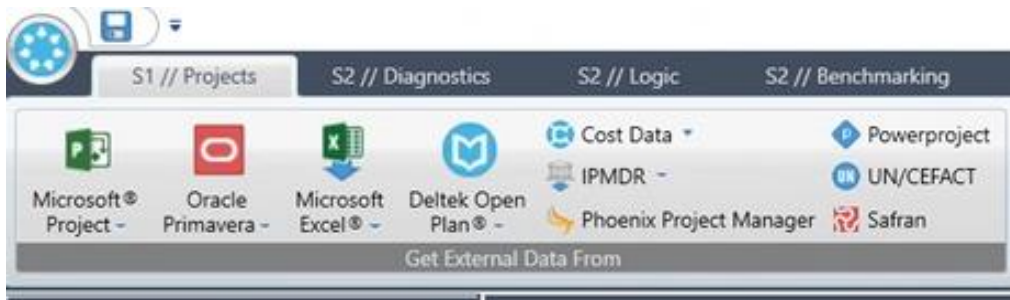 S1 // Projects
S2 // Diagnostics
S2 // Logic
S2 // Benchmarking
Microsoft®
Project
Oracle
Primavera
Microsoft
Excel®
Deltek Open
Plan®
Cost Data
IPMDR
Phoenix Project Manager
Powerproject
UN/CEFACT
Safran
Get External Data From